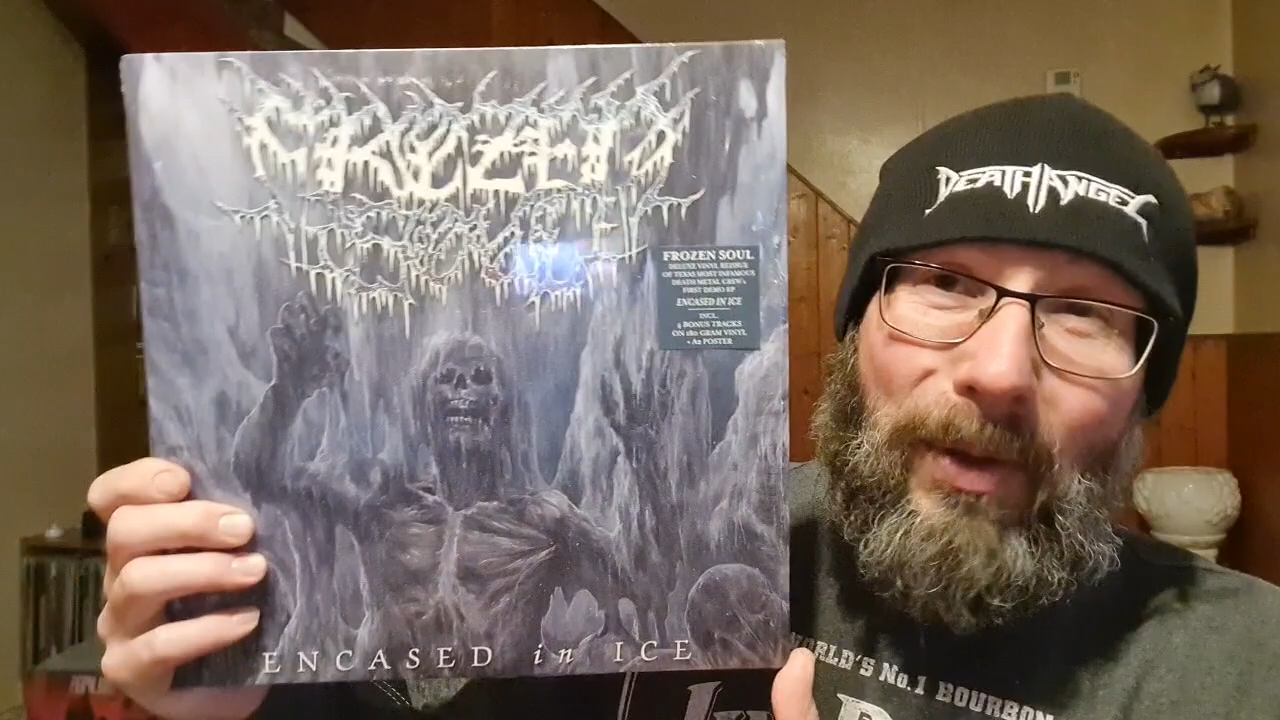 FROZEN SOUL
DELUXE VINYL REISSUE
OF TEXAS MOST INFAMOUS
DEATH METAL CREW's
FIRST DEMO EP
ENCASED IN ICE
INCL.
5 BONUS TRACKS
ON 180 GRAM VINYL
+ A2 POSTER
ENCASED in ICE
DEATH ANGEL
WORLD'S No.1 BOURBON